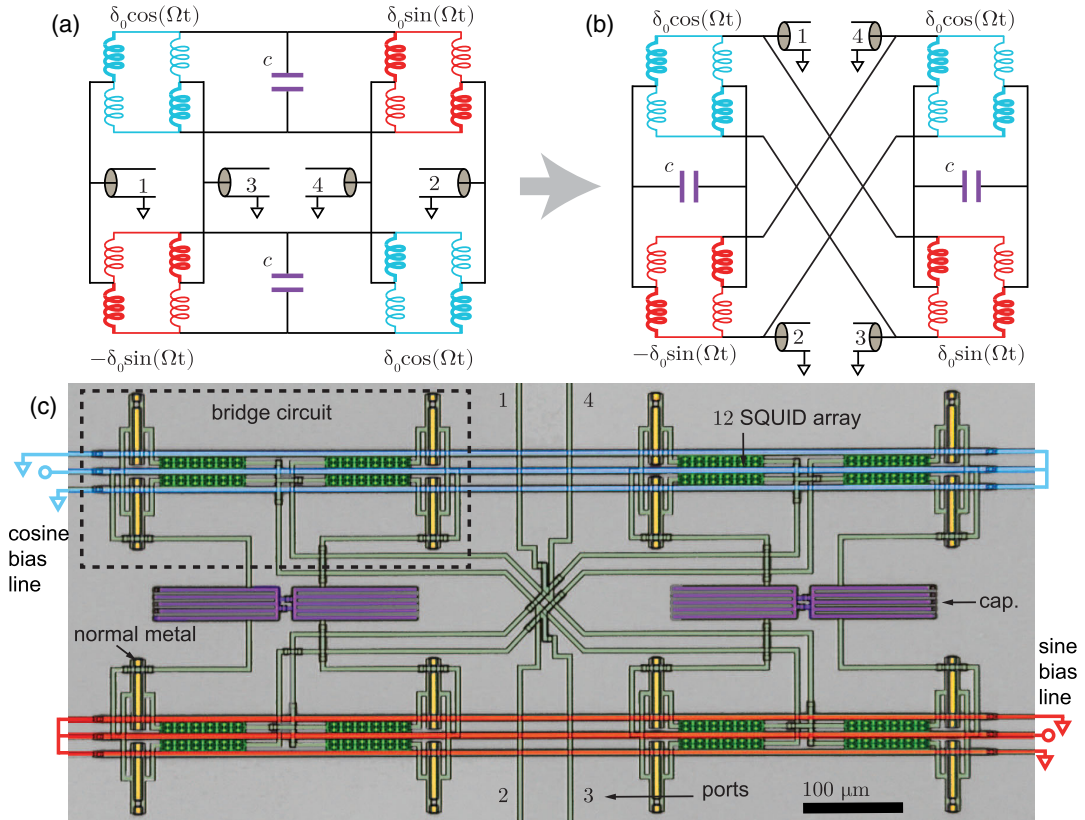 (a)
δ₀cos(Ωt)
δ₀sin(Ωt)
c
1
3
4
2
c
−δ₀sin(Ωt)
δ₀cos(Ωt)
(b)
δ₀cos(Ωt)
1
4
δ₀cos(Ωt)
c
c
2
3
−δ₀sin(Ωt)
δ₀sin(Ωt)
(c)
bridge circuit
1
4
12 SQUID array
cosine
bias
line
cap.
normal metal
sine
bias
line
2
3
ports
100 μm